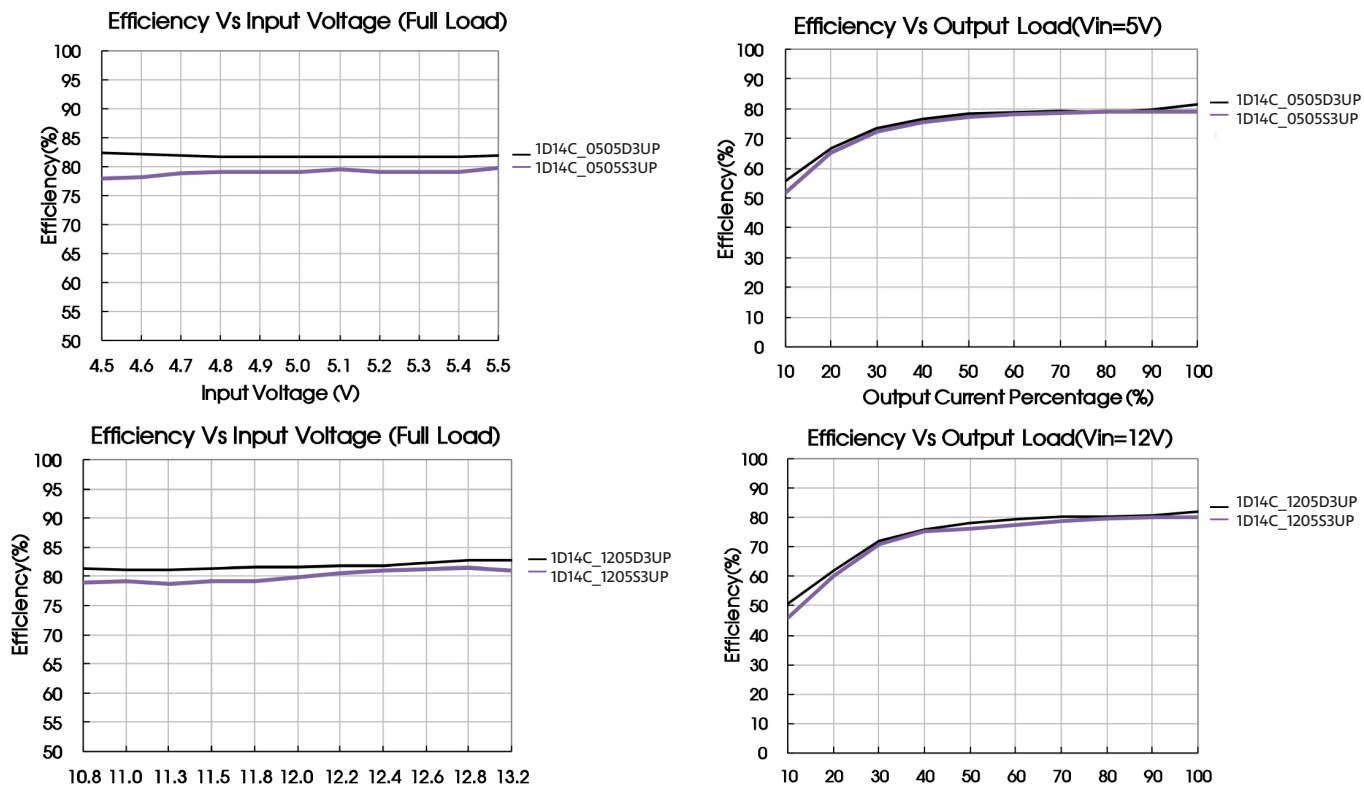 Efficiency Vs Input Voltage (Full Load)
100
95
90
85
80
75
70
65
60
55
50
Efficiency(%)
4.5 4.6 4.7 4.8 4.9 5.0 5.1 5.2 5.3 5.4 5.5
Input Voltage (V)
1D14C_0505D3UP
1D14C_0505S3UP
Efficiency Vs Output Load(Vin=5V)
100
90
80
70
60
50
40
30
20
10
0
Efficiency(%)
10 20 30 40 50 60 70 80 90 100
Output Current Percentage (%)
1D14C_0505D3UP
1D14C_0505S3UP
Efficiency Vs Input Voltage (Full Load)
100
95
90
85
80
75
70
65
60
55
50
Efficiency(%)
10.8 11.0 11.3 11.5 11.8 12.0 12.2 12.4 12.6 12.8 13.2
1D14C_1205D3UP
1D14C_1205S3UP
Efficiency Vs Output Load(Vin=12V)
100
90
80
70
60
50
40
30
20
10
0
Efficiency(%)
10 20 30 40 50 60 70 80 90 100
1D14C_1205D3UP
1D14C_1205S3UP